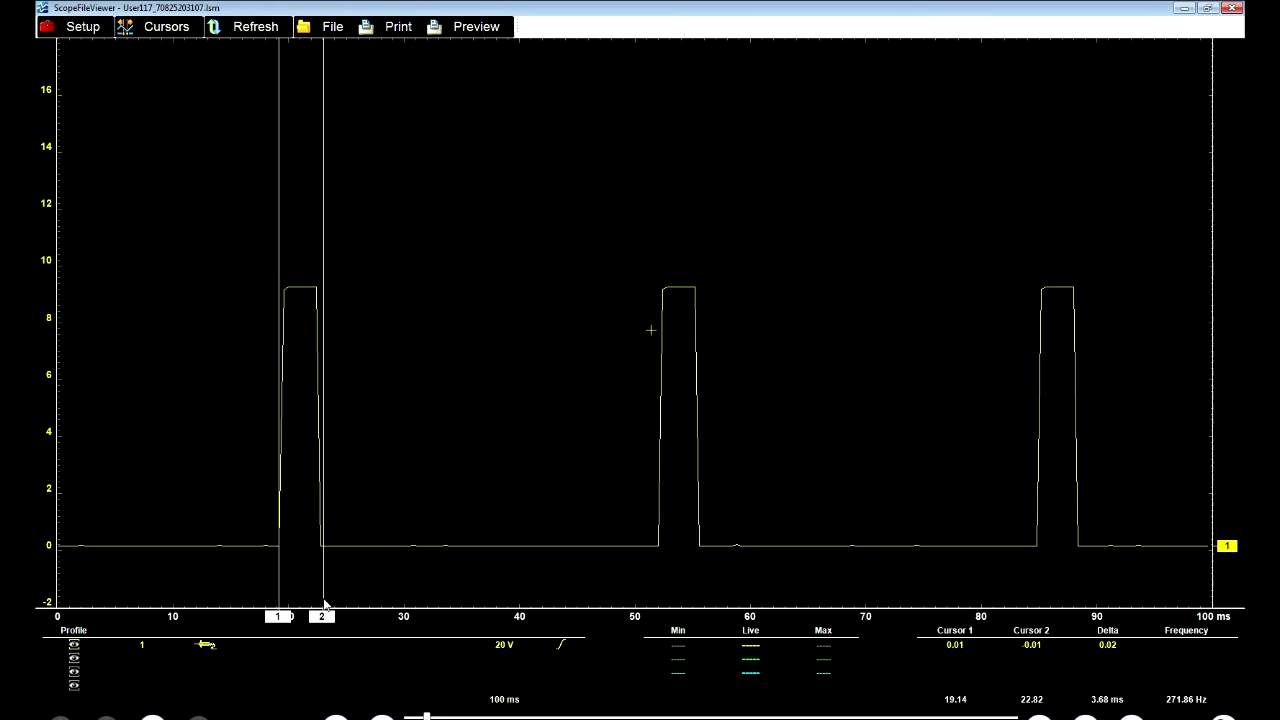 ScopeFileViewer - User117_70825203107.lsm
Setup Cursors Refresh File Print Preview
16
14
12
10
8
6
4
2
0 1
-2
1 2
0 10 30 40 50 60 70 80 90 100 ms
Profile Min Live Max Cursor 1 Cursor 2 Delta Frequency
1 20 V ---- ---- ---- 0.01 -0.01 0.02
---- ---- ----
---- ---- ----
100 ms 19.14 22.82 3.68 ms 271.86 Hz